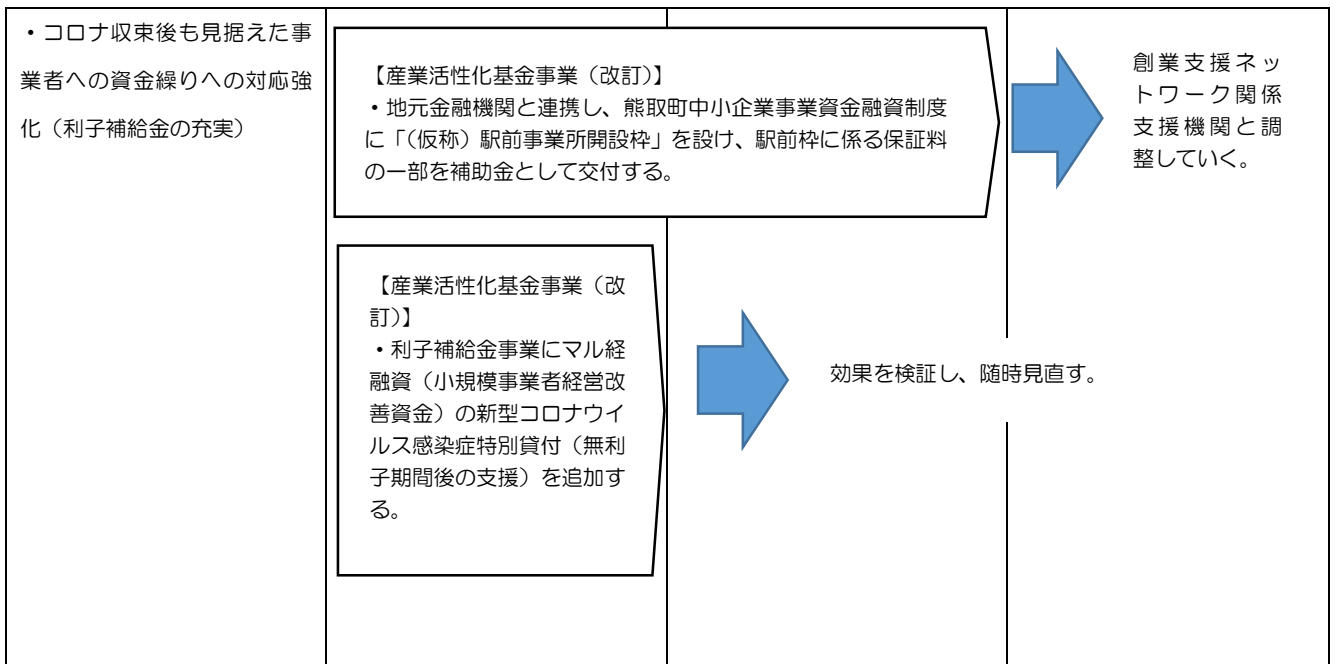 ・コロナ収束後も見据えた事
業者への資金繰りへの対応強
化（利子補給金の充実）
【産業活性化基金事業（改訂）】
・地元金融機関と連携し、熊取町中小企業事業資金融資制度
に「（仮称）駅前事業所開設枠」を設け、駅前枠に係る保証料
の一部を補助金として交付する。
創業支援ネッ
トワーク関係
支援機関と調
整していく。
【産業活性化基金事業（改
訂）】
・利子補給金事業にマル経
融資（小規模事業者経営改
善資金）の新型コロナウイ
ルス感染症特別貸付（無利
子期間後の支援）を追加す
る。
効果を検証し、随時見直す。